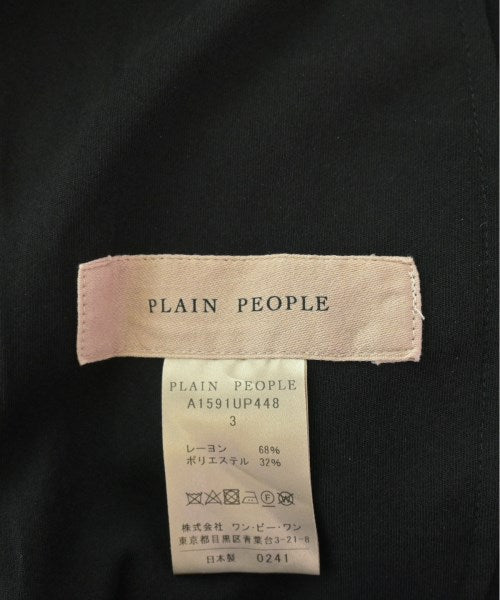 PLAIN PEOPLE
PLAIN PEOPLE
A1591UP448
3
レーヨン 68%
ポリエステル 32%
株式会社 ワン・ビー・ワン
東京都目黒区青葉台3-21-8
日本製 0241